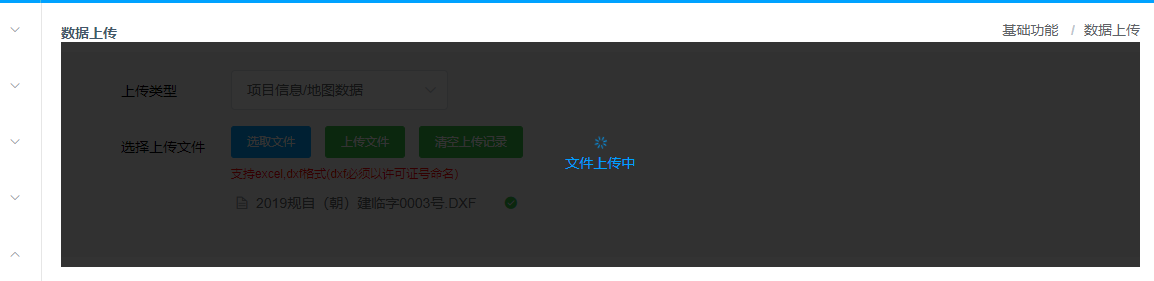 数据上传
基础功能 / 数据上传
上传类型 项目信息/地图数据
选择上传文件 选取文件 上传文件 清空上传记录
支持excel,dxf格式(dxf必须以许可证号命名)
2019规自（朝）建临字0003号.DXF
文件上传中